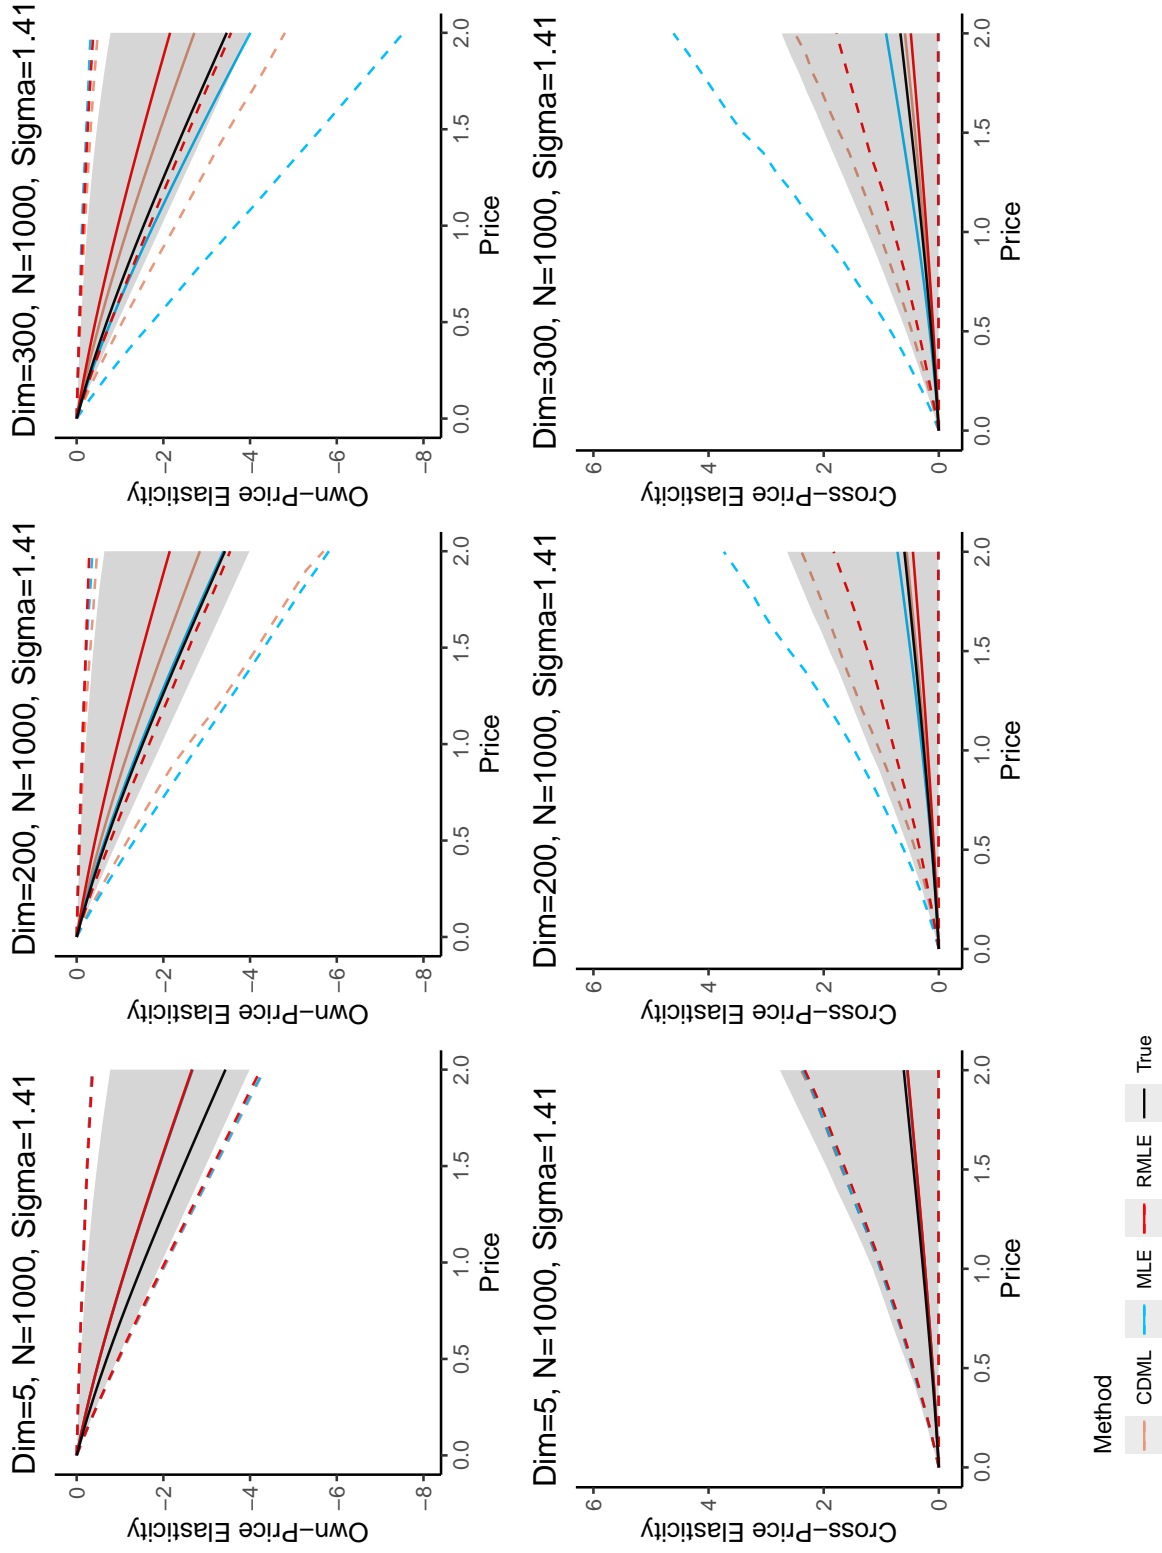 Dim=5, N=1000, Sigma=1.41
0
−2
−4
−6
−8
Own−Price Elasticity
0.0 0.5 1.0 1.5 2.0
Price
Dim=200, N=1000, Sigma=1.41
0
−2
−4
−6
−8
Own−Price Elasticity
0.0 0.5 1.0 1.5 2.0
Price
Dim=300, N=1000, Sigma=1.41
0
−2
−4
−6
−8
Own−Price Elasticity
0.0 0.5 1.0 1.5 2.0
Price
Dim=5, N=1000, Sigma=1.41
6
4
2
0
Cross−Price Elasticity
0.0 0.5 1.0 1.5 2.0
Price
Dim=200, N=1000, Sigma=1.41
6
4
2
0
Cross−Price Elasticity
0.0 0.5 1.0 1.5 2.0
Price
Dim=300, N=1000, Sigma=1.41
6
4
2
0
Cross−Price Elasticity
0.0 0.5 1.0 1.5 2.0
Price
Method
CDML MLE RMLE True